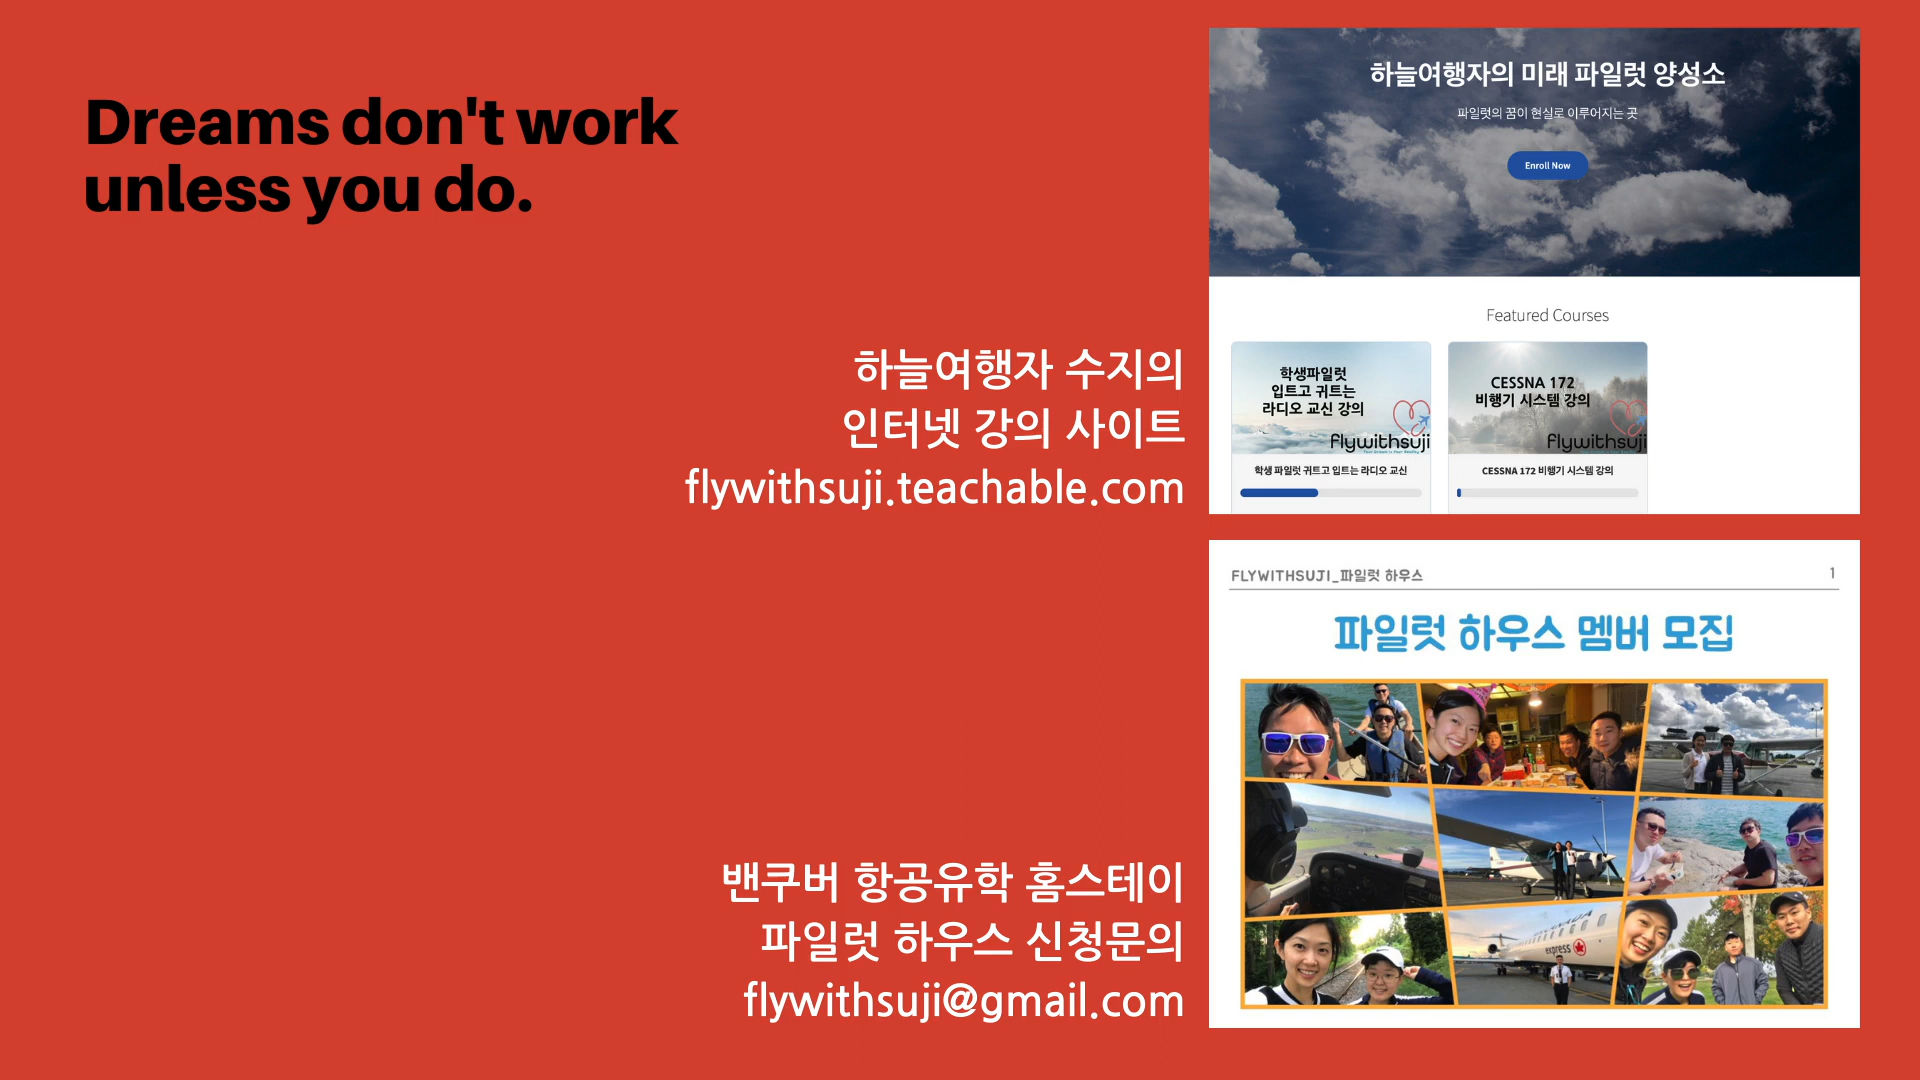 Dreams don't work
unless you do.
하늘여행자 수지의
인터넷 강의 사이트
flywithsuji.teachable.com
하늘여행자의 미래 파일럿 양성소
파일럿의 꿈이 현실로 이루어지는 곳
Enroll Now
Featured Courses
학생파일럿
입트고 귀트는
라디오 교신 강의
flywithsuji
Your Dream is Your Reality
학생 파일럿 귀트고 입트는 라디오 교신
CESSNA 172
비행기 시스템 강의
flywithsuji
CESSNA 172 비행기 시스템 강의
밴쿠버 항공유학 홈스테이
파일럿 하우스 신청문의
flywithsuji@gmail.com
FLYWITHSUJI_파일럿 하우스
1
파일럿 하우스 멤버 모집
express